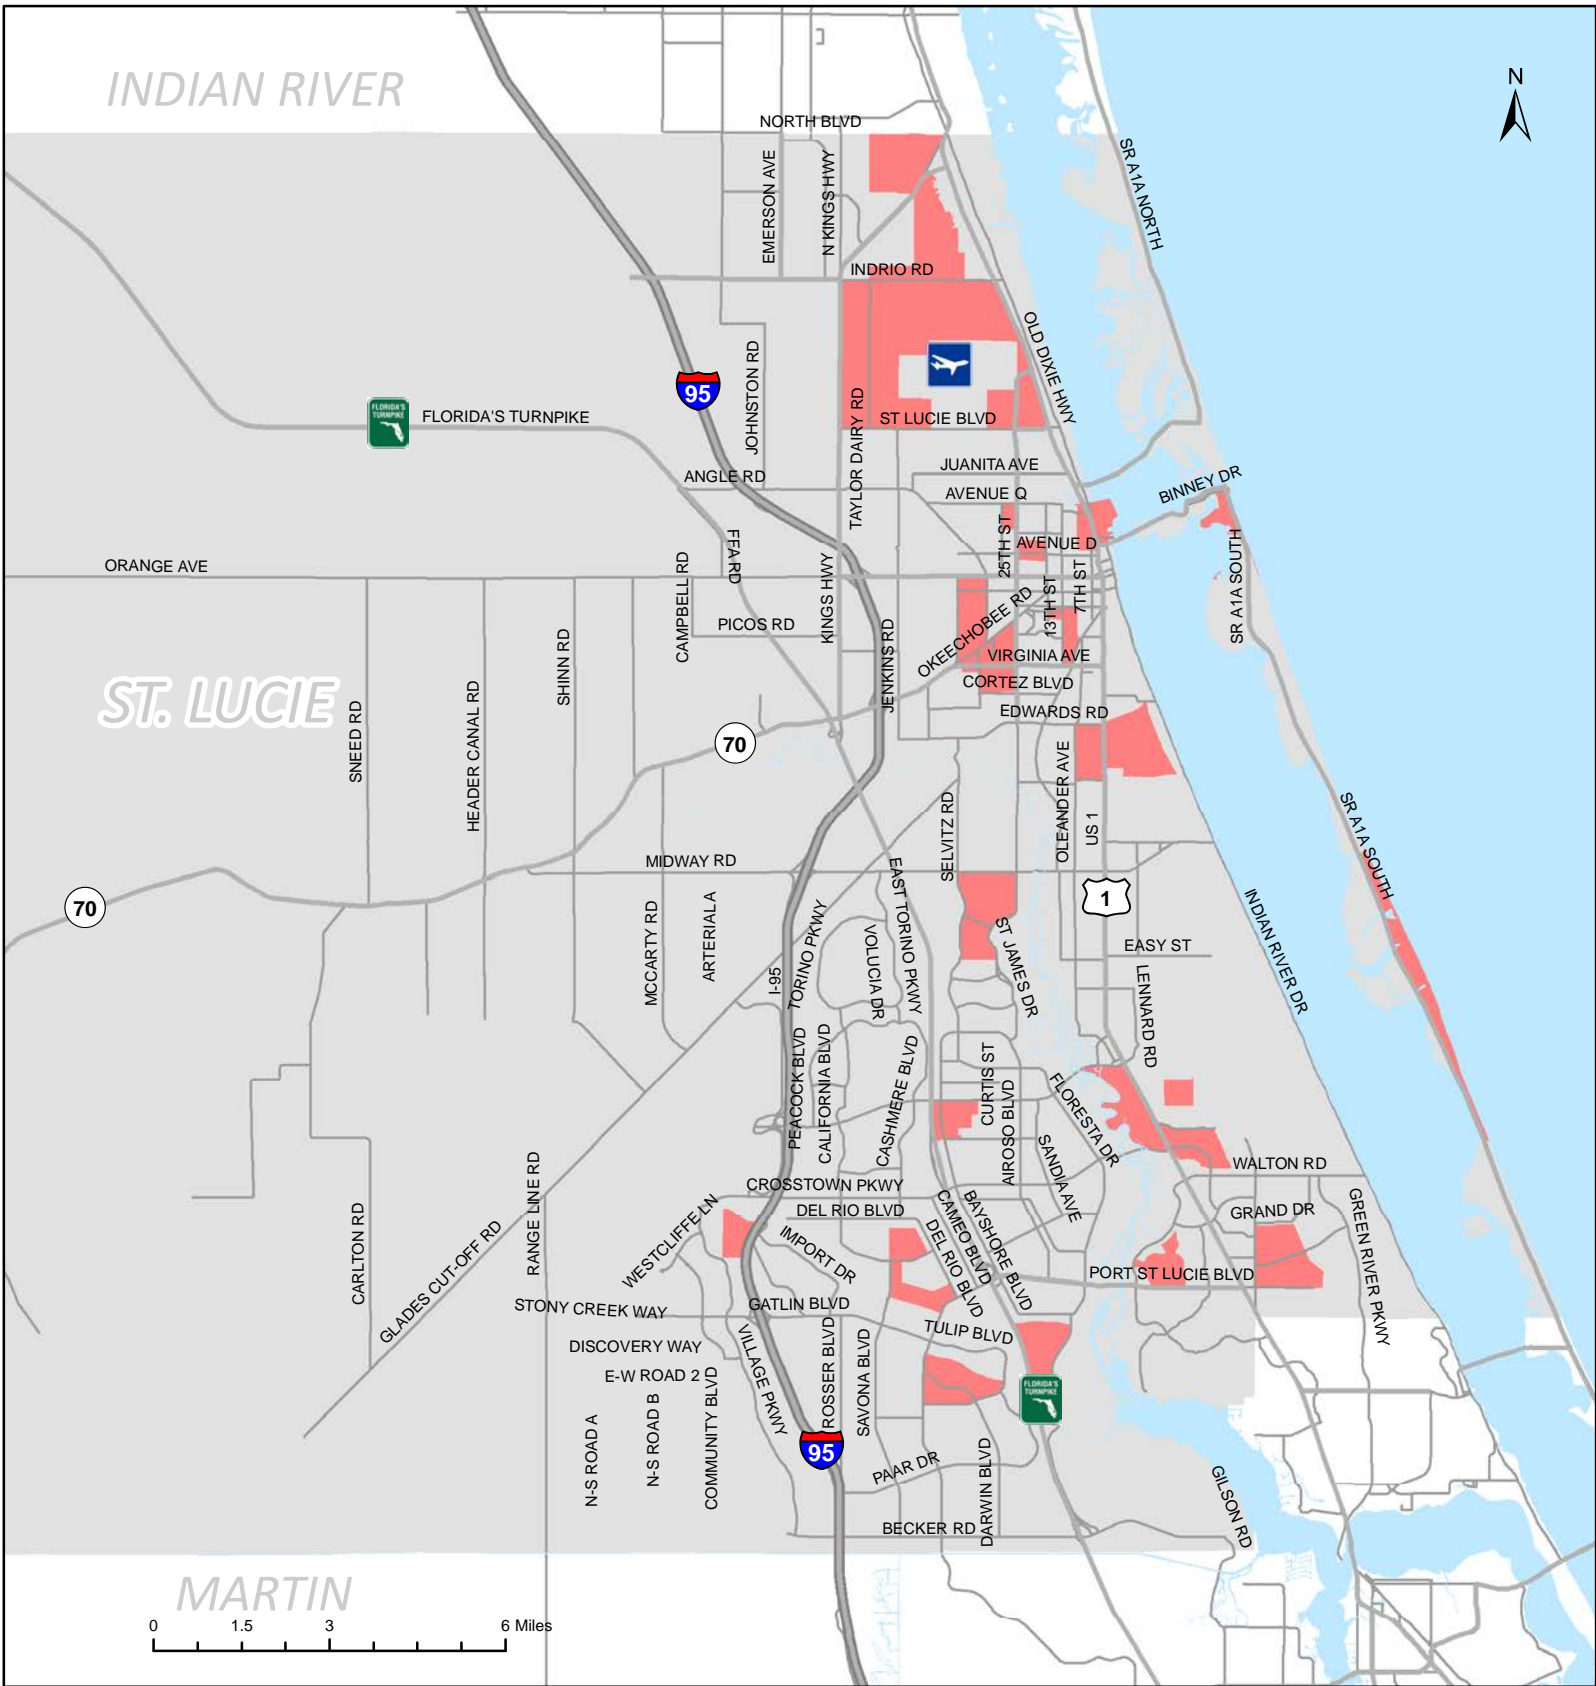 INDIAN RIVER
N
NORTH BLVD
SR A1A NORTH
EMERSON AVE
N KINGS HWY
INDRIO RD
OLD DIXIE HWY
JOHNSTON RD
95
FLORIDA'S
TURNPIKE
FLORIDA'S TURNPIKE
TAYLOR DAIRY RD
ST LUCIE BLVD
JUANITA AVE
ANGLE RD
AVENUE Q
BINNEY DR
25TH ST
AVENUE D
FFA RD
ORANGE AVE
CAMPBELL RD
KINGS HWY
13TH ST
7TH ST
SR A1A SOUTH
PICOS RD
OKEECHOBEE RD
SHINN RD
JENKINS RD
VIRGINIA AVE
CORTEZ BLVD
ST. LUCIE
EDWARDS RD
SNEED RD
HEADER CANAL RD
70
OLEANDER AVE
US 1
SELVITZ RD
SR A1A SOUTH
MIDWAY RD
EAST TORINO PKWY
1
70
MCCARTY RD
ARTERIAL A
TORINO PKWY
VOLUCIA DR
ST JAMES DR
EASY ST
INDIAN RIVER DR
I-95
LENNARD RD
PEACOCK BLVD
CALIFORNIA BLVD
CASHMERE BLVD
CURTIS ST
AIROSO BLVD
FLORESTA DR
SANDIA AVE
WALTON RD
RANGE LINE RD
CROSSTOWN PKWY
DEL RIO BLVD
GRAND DR
CARLTON RD
GLADES CUT-OFF RD
WESTCLIFFE LN
IMPORT DR
DEL RIO BLVD
CAMEO BLVD
BAYSHORE BLVD
GREEN RIVER PKWY
PORT ST LUCIE BLVD
STONY CREEK WAY
GATLIN BLVD
TULIP BLVD
DISCOVERY WAY
VILLAGE PKWY
ROSSER BLVD
SAVONA BLVD
E-W ROAD 2
FLORIDA'S
TURNPIKE
N-S ROAD A
N-S ROAD B
COMMUNITY BLVD
95
PAAR DR
DARWIN BLVD
GILSON RD
BECKER RD
MARTIN
0 1.5 3 6 Miles